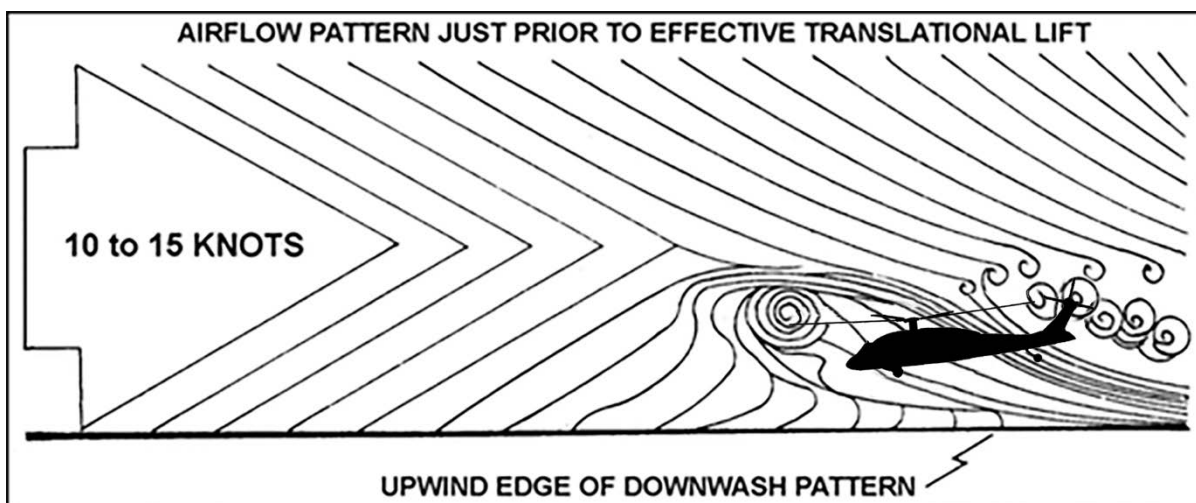 AIRFLOW PATTERN JUST PRIOR TO EFFECTIVE TRANSLATIONAL LIFT
10 to 15 KNOTS
UPWIND EDGE OF DOWNWASH PATTERN